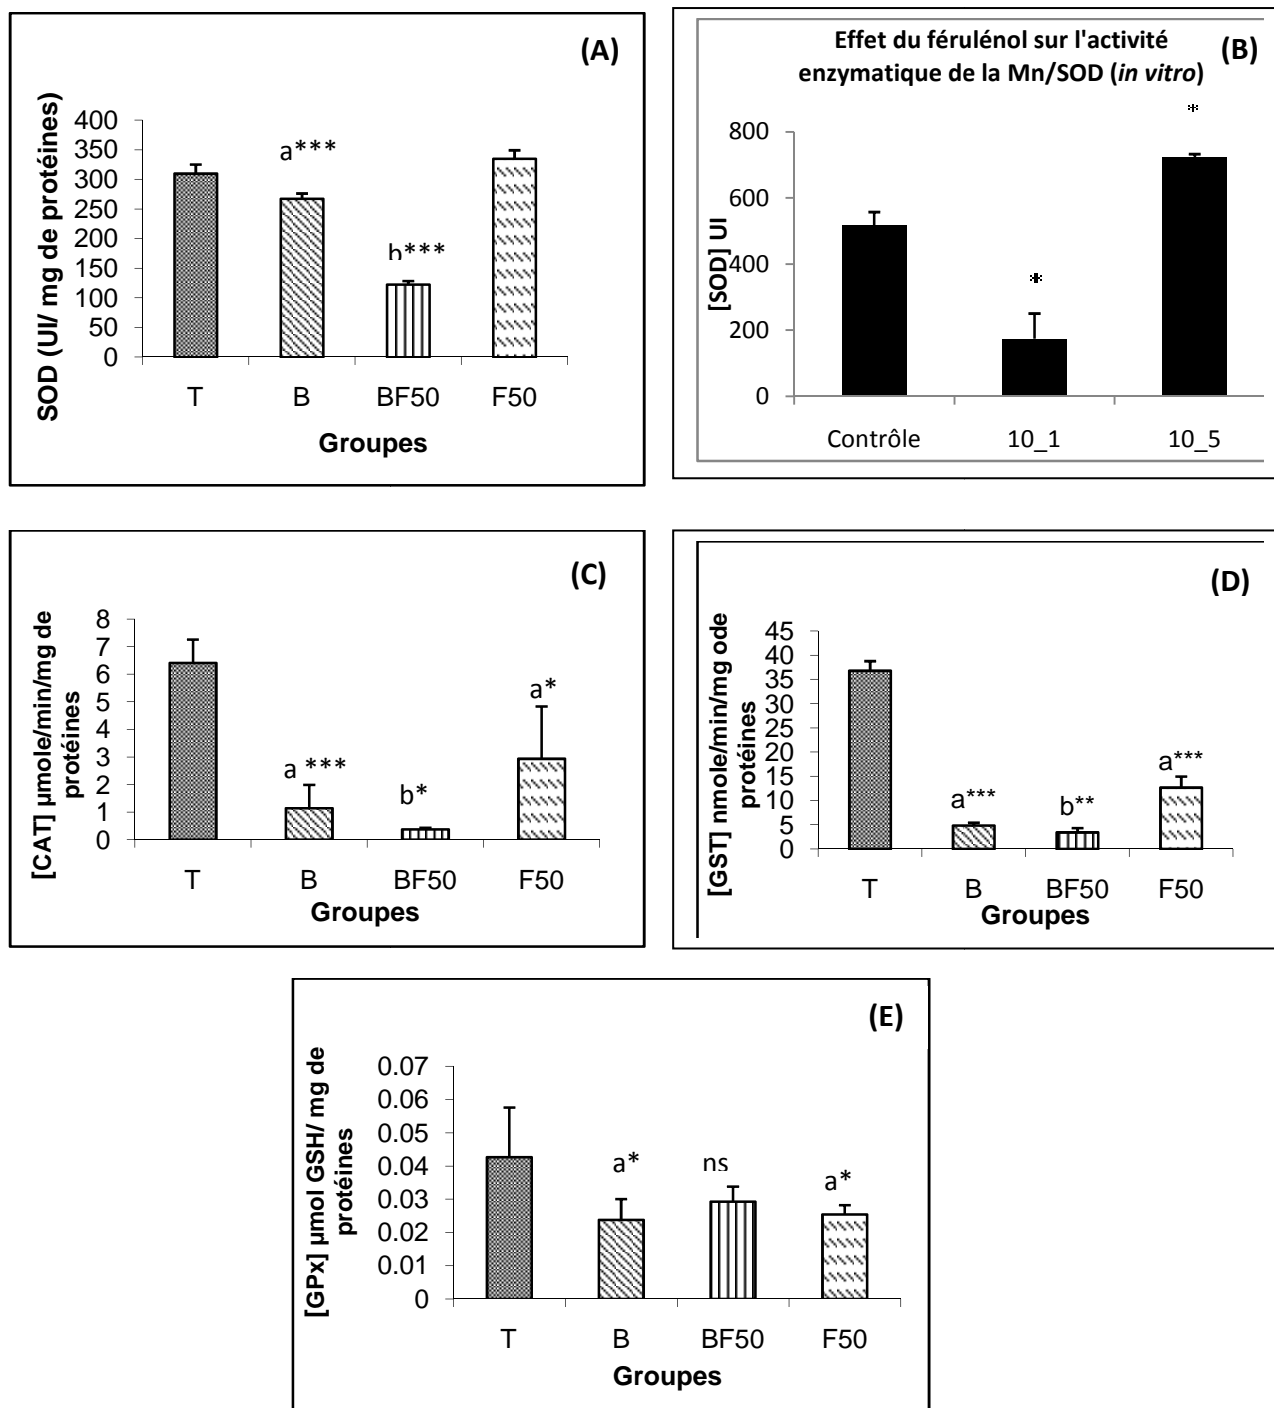 (A)
SOD (UI/ mg de protéines)
400
350
300
250
200
150
100
50
0
a***
b***
T B BF50 F50
Groupes
(B)
Effet du férulénol sur l'activité
enzymatique de la Mn/SOD (in vitro)
[SOD] UI
800
600
400
200
0
*
*
Contrôle 10_1 10_5
(C)
[CAT] µmole/min/mg de
protéines
8
7
6
5
4
3
2
1
0
a ***
b*
a*
T B BF50 F50
Groupes
(D)
[GST] nmole/min/mg ode
protéines
45
40
35
30
25
20
15
10
5
0
a***
b**
a***
T B BF50 F50
Groupes
(E)
[GPx] µmol GSH/ mg de
protéines
0.07
0.06
0.05
0.04
0.03
0.02
0.01
0
a*
ns
a*
T B BF50 F50
Groupes